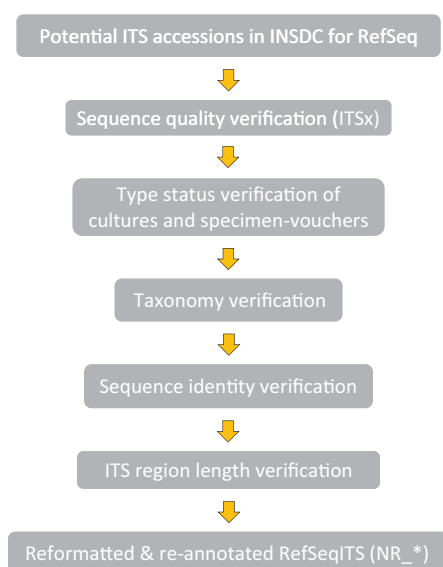 Potential ITS accessions in INSDC for RefSeq
Sequence quality verification (ITSx)
Type status verification of
cultures and specimen-vouchers
Taxonomy verification
Sequence identity verification
ITS region length verification
Reformatted & re-annotated RefSeqITS (NR_*)